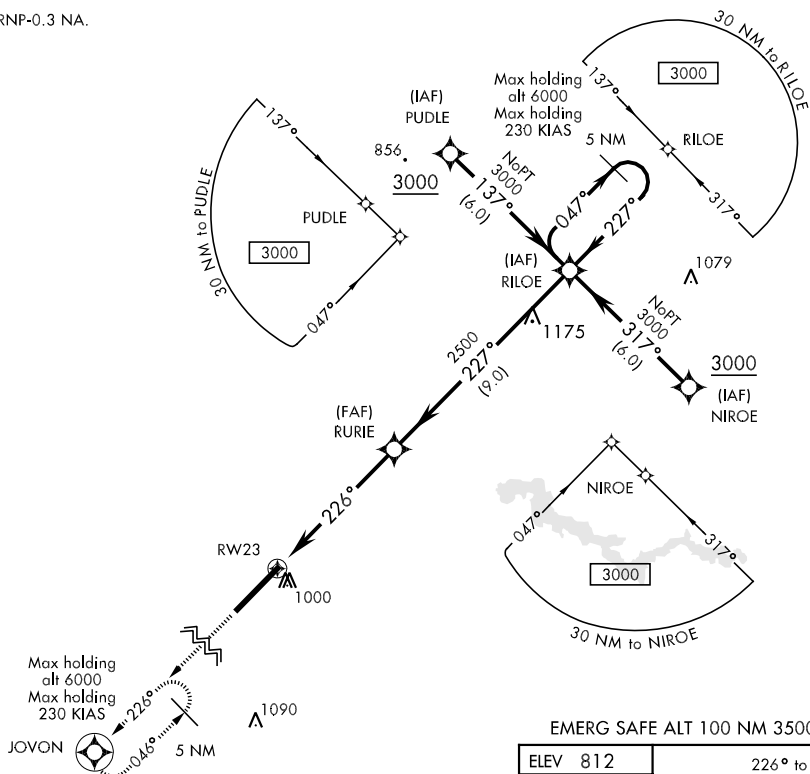 RNP-0.3 NA.
30 NM to RILOE
3000
137°
RILOE
317°
Max holding
alt 6000
Max holding
230 KIAS
5 NM
(IAF)
PUDLE
856
3000
NoPT
3000
137°
(6.0)
047°
227°
137°
PUDLE
3000
30 NM to PUDLE
047°
(IAF)
RILOE
1079
1175
NoPT
3000
317°
(6.0)
3000
(IAF)
NIROE
2500
227°
(9.0)
(FAF)
RURIE
226°
NIROE
047°
317°
3000
30 NM to NIROE
RW23
1000
Max holding
alt 6000
Max holding
230 KIAS
226°
046°
5 NM
JOVON
1090
EMERG SAFE ALT 100 NM 3500
ELEV 812
226° to